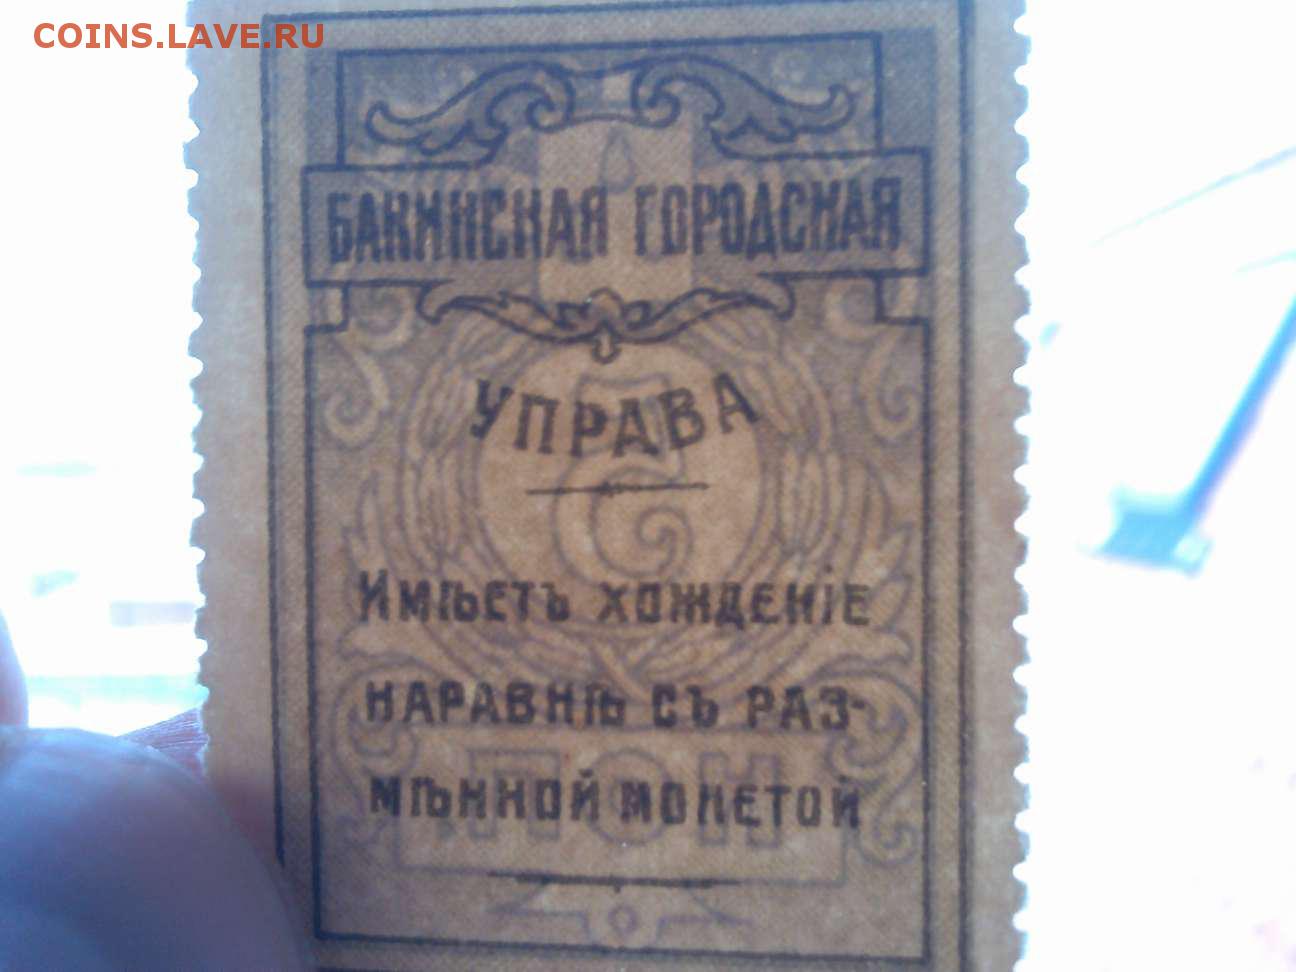 COINS.LAVE.RU
БАКИНСКАЯ ГОРОДСКАЯ
УПРАВА
ИМѢЕТЪ ХОЖДЕНІЕ
НАРАВНѢ СЪ РАЗ-
МѢННОЙ МОНЕТОЙ